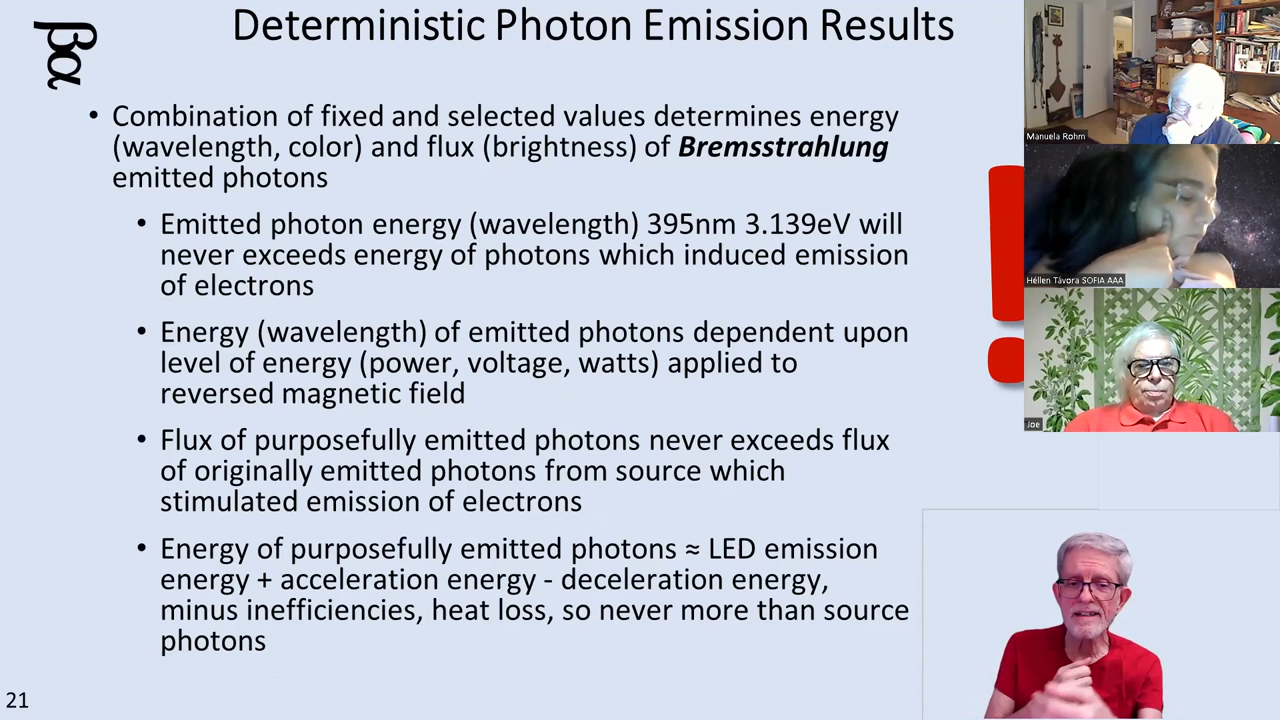 βα
Deterministic Photon Emission Results
• Combination of fixed and selected values determines energy
(wavelength, color) and flux (brightness) of Bremsstrahlung
emitted photons
• Emitted photon energy (wavelength) 395nm 3.139eV will
never exceeds energy of photons which induced emission
of electrons
• Energy (wavelength) of emitted photons dependent upon
level of energy (power, voltage, watts) applied to
reversed magnetic field
• Flux of purposefully emitted photons never exceeds flux
of originally emitted photons from source which
stimulated emission of electrons
• Energy of purposefully emitted photons ≈ LED emission
energy + acceleration energy - deceleration energy,
minus inefficiencies, heat loss, so never more than source
photons
21
!
Manuela Rohm
Héllen Távora SOFIA AAA
Joe